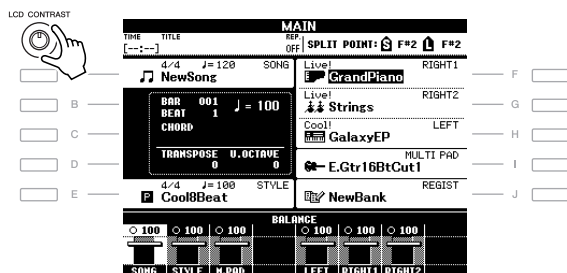 LCD CONTRAST
MAIN
TIME TITLE REP.
[--:--] OFF SPLIT POINT: S F#2 L F#2
4/4 ♩=120 SONG
NewSong
Live! RIGHT1
GrandPiano
F
BAR 001 ♩=100
BEAT 1
CHORD
TRANSPOSE U.OCTAVE
0 0
B
C
D
Live! RIGHT2
Strings
G
Cool! LEFT
GalaxyEP
H
MULTI PAD
E.Gtr16BtCut1
I
E
4/4 ♩=100 STYLE
P Cool8Beat
REGIST
NewBank
J
BALANCE
100 100 100 100 100 100
SONG STYLE M.PAD LEFT RIGHT1 RIGHT2